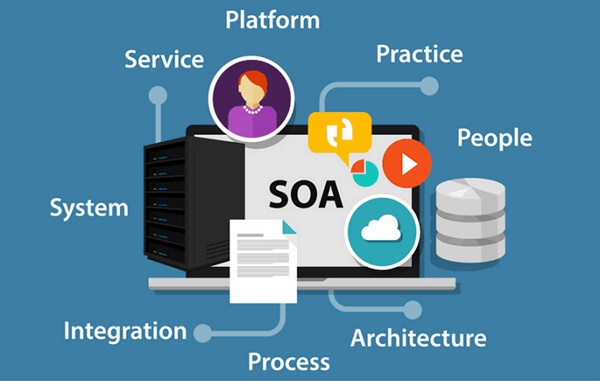 Platform
Service
Practice
People
SOA
System
Integration
Architecture
Process